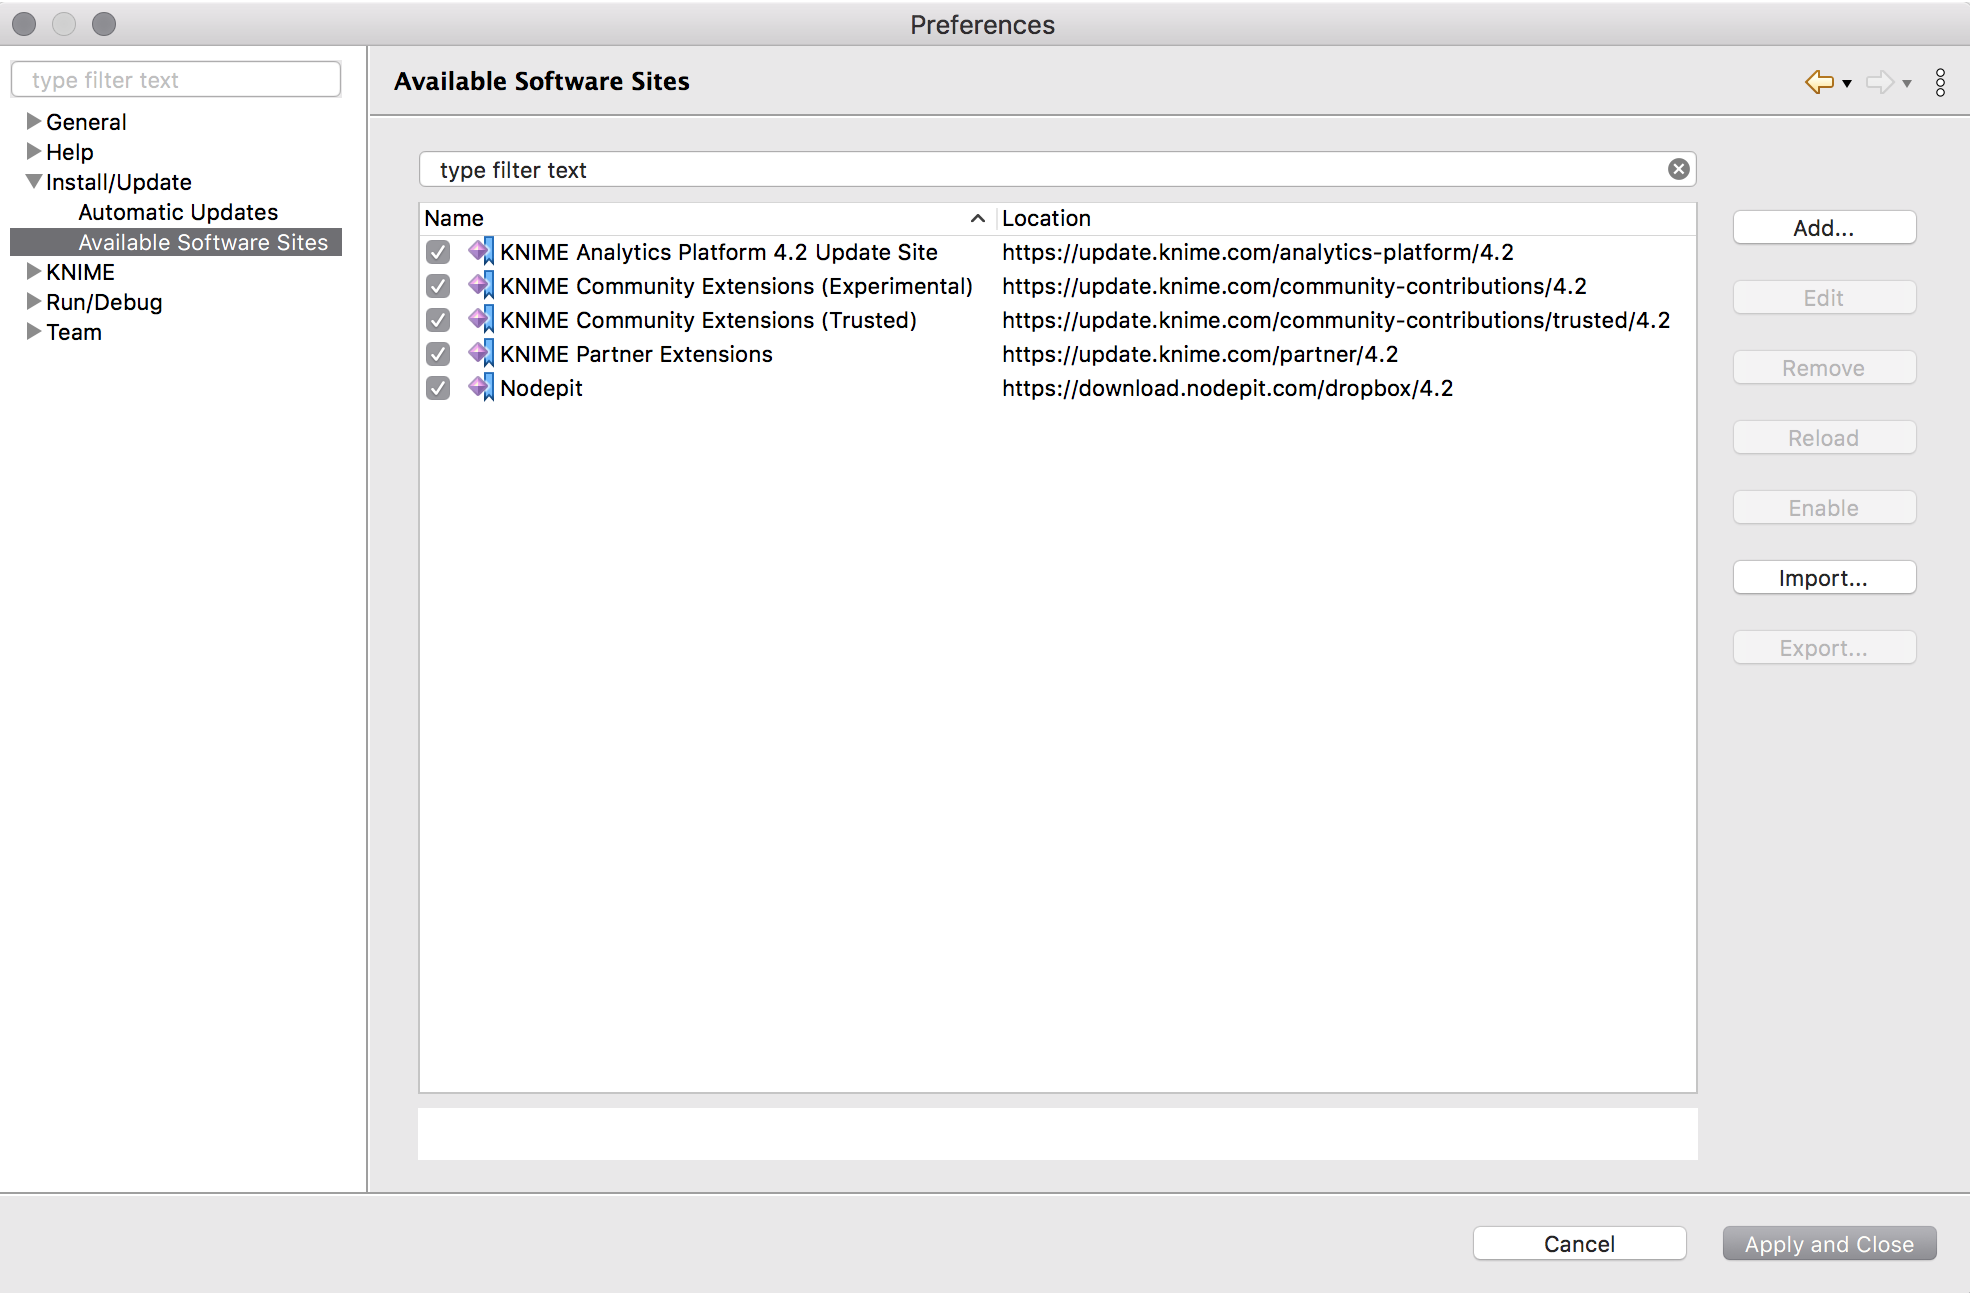 Preferences
type filter text
General
Help
Install/Update
Automatic Updates
Available Software Sites
KNIME
Run/Debug
Team
Available Software Sites
type filter text
Name Location
KNIME Analytics Platform 4.2 Update Site https://update.knime.com/analytics-platform/4.2
KNIME Community Extensions (Experimental) https://update.knime.com/community-contributions/4.2
KNIME Community Extensions (Trusted) https://update.knime.com/community-contributions/trusted/4.2
KNIME Partner Extensions https://update.knime.com/partner/4.2
Nodepit https://download.nodepit.com/dropbox/4.2
Add...
Edit
Remove
Reload
Enable
Import...
Export...
Cancel
Apply and Close